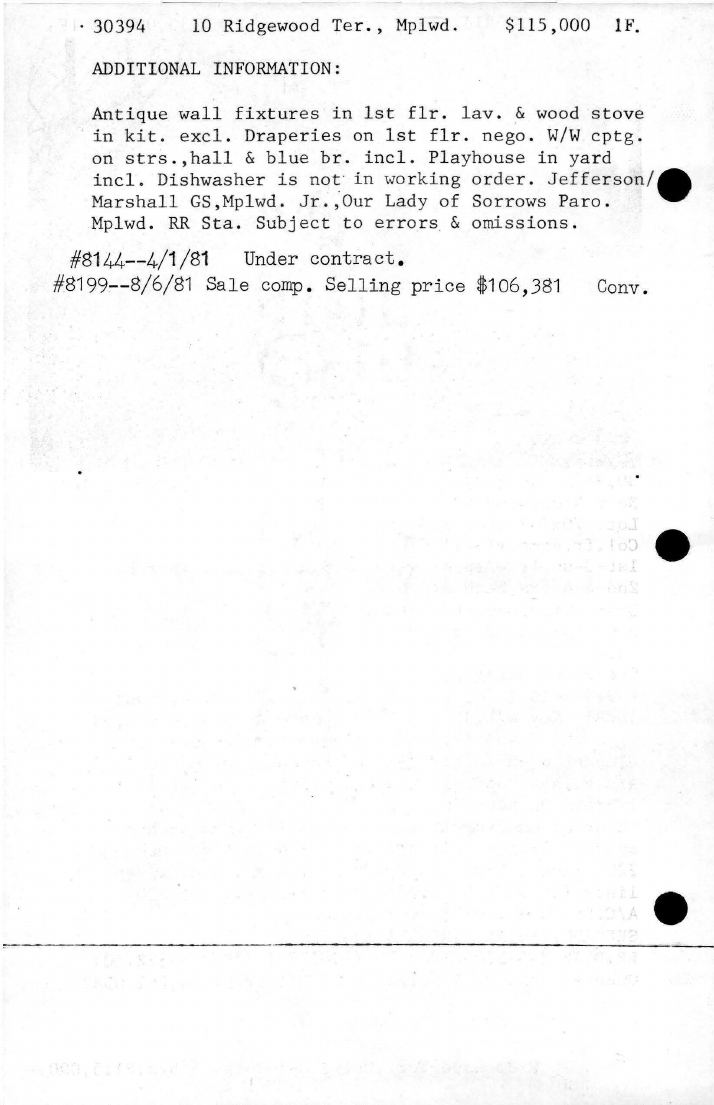 30394 10 Ridgewood Ter., Mplwd. $115,000 1F.
ADDITIONAL INFORMATION:
Antique wall fixtures in 1st flr. lav. & wood stove
in kit. excl. Draperies on 1st flr. nego. W/W cptg.
on strs.,hall & blue br. incl. Playhouse in yard
incl. Dishwasher is not in working order. Jefferson/
Marshall GS,Mplwd. Jr.,Our Lady of Sorrows Paro.
Mplwd. RR Sta. Subject to errors & omissions.
#8144--4/1/81 Under contract.
#8199--8/6/81 Sale comp. Selling price $106,381 Conv.